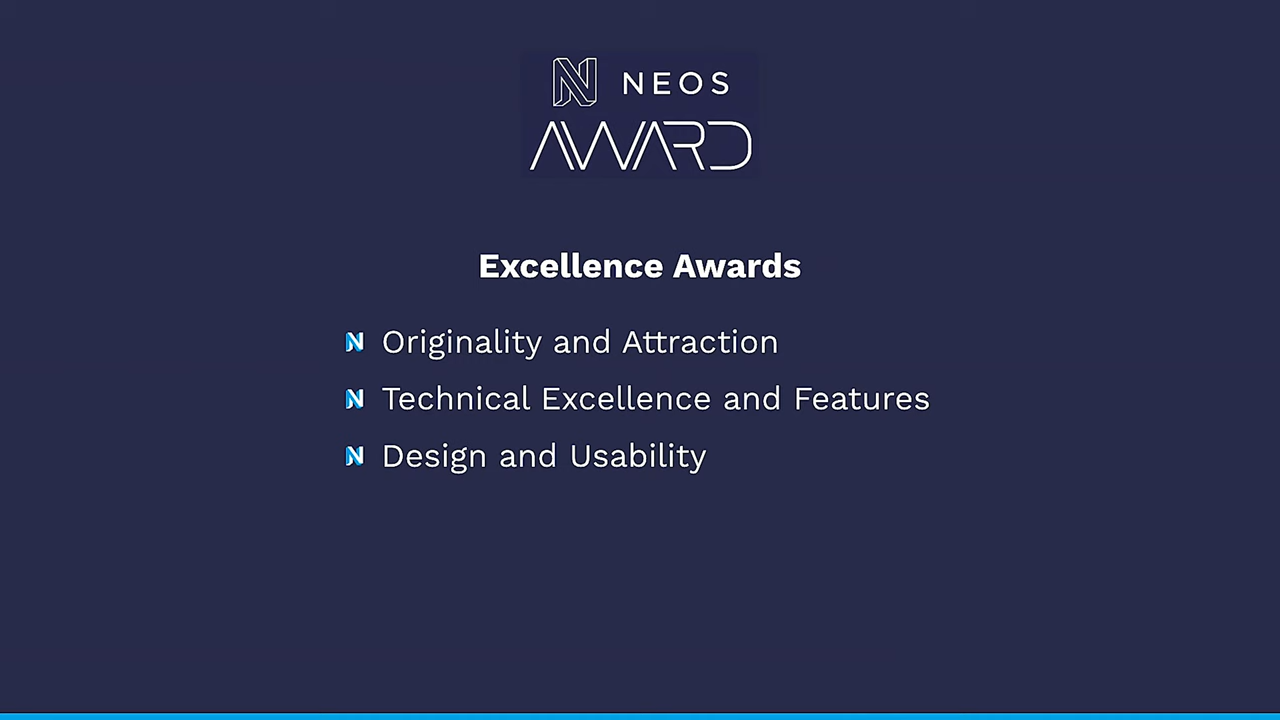 NEOS
AWARD
Excellence Awards
Originality and Attraction
Technical Excellence and Features
Design and Usability